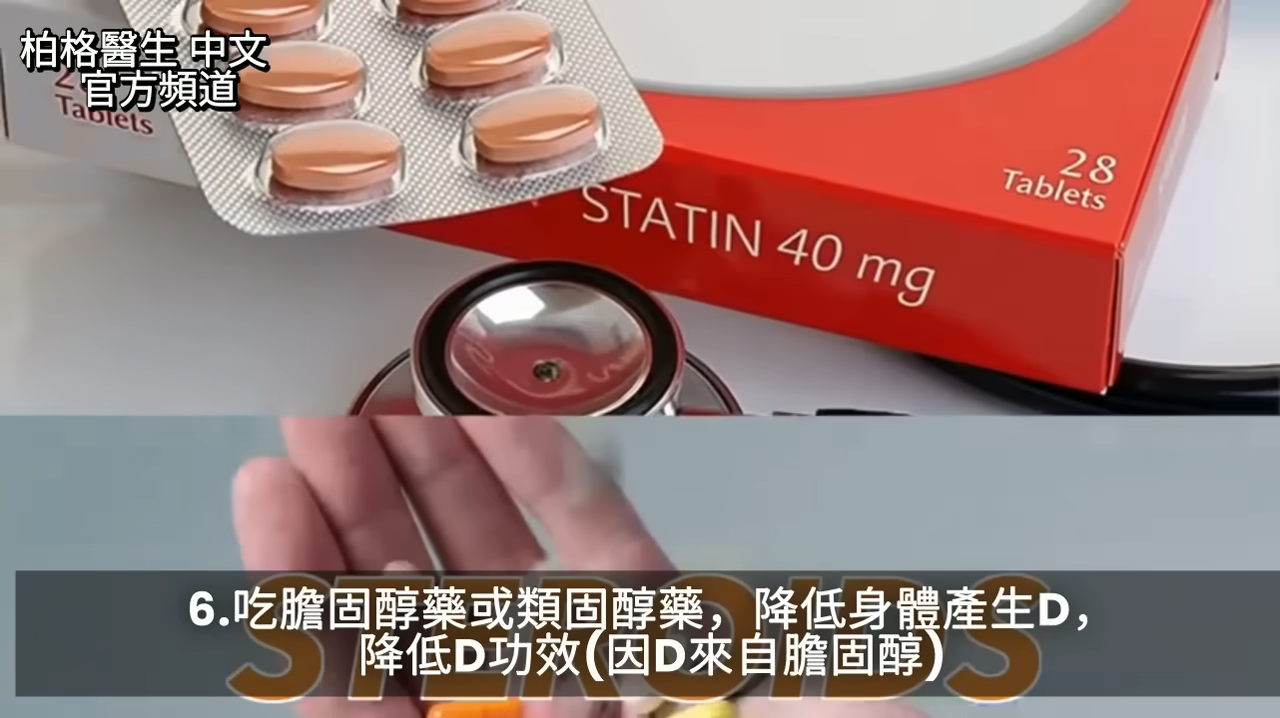 柏格醫生 中文
官方頻道
Tablets
28
Tablets
STATIN 40 mg
STEROIDS
6.吃膽固醇藥或類固醇藥，降低身體產生D，
降低D功效(因D來自膽固醇)